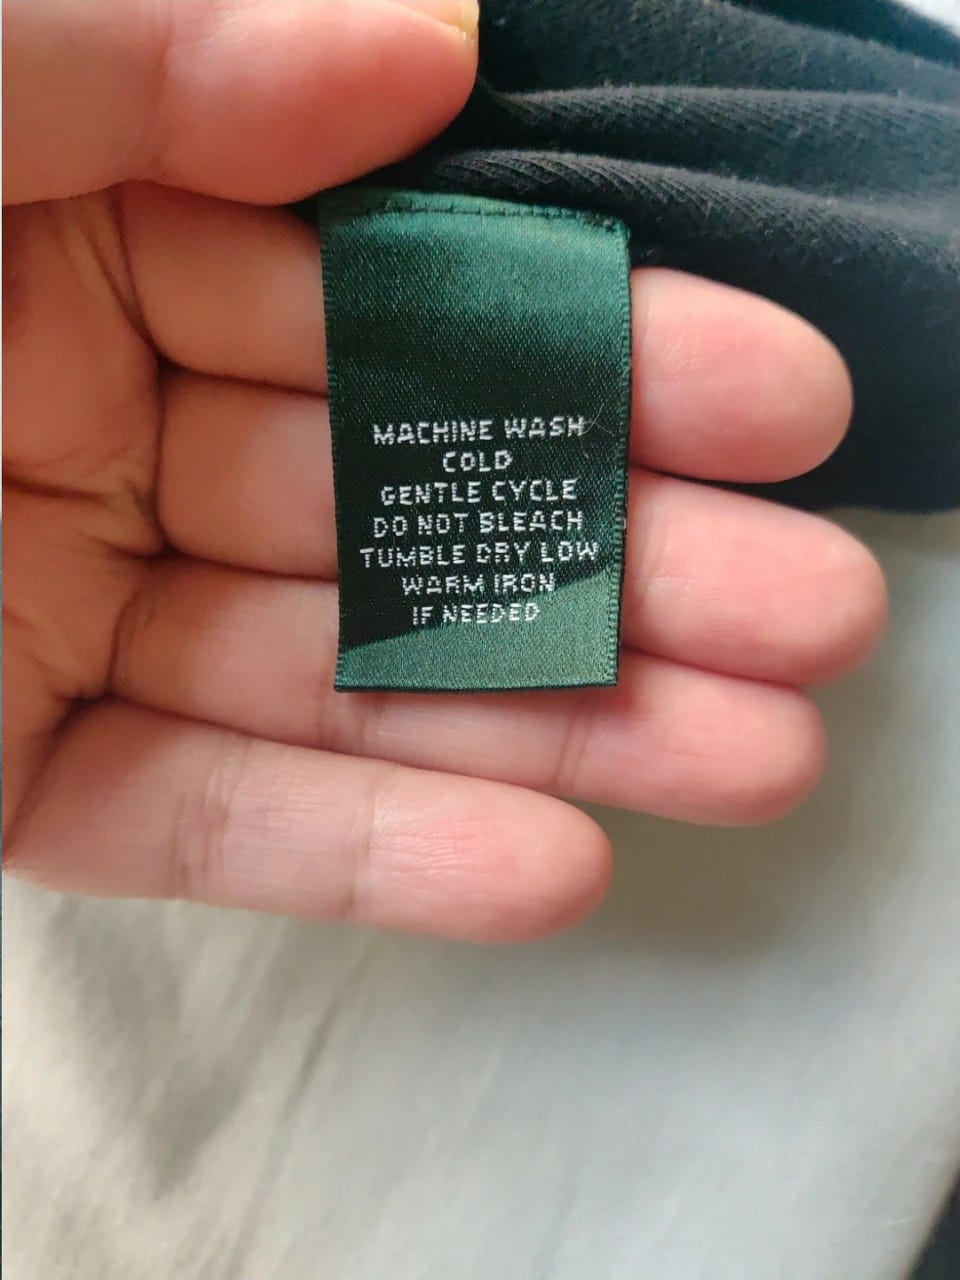 MACHINE WASH
COLD
GENTLE CYCLE
DO NOT BLEACH
TUMBLE DRY LOW
WARM IRON
IF NEEDED